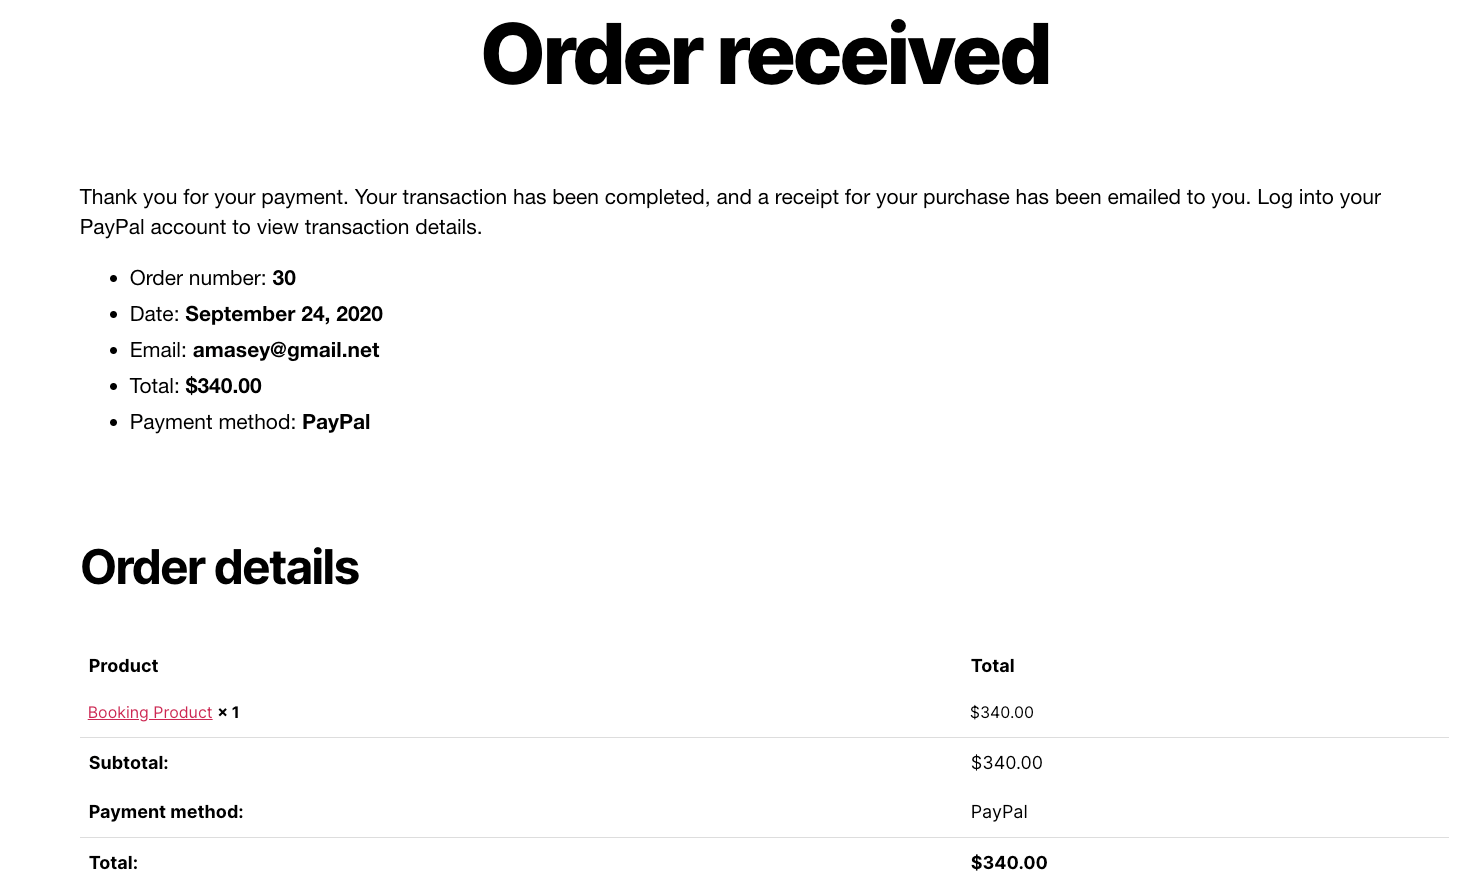 Order received
Thank you for your payment. Your transaction has been completed, and a receipt for your purchase has been emailed to you. Log into your
PayPal account to view transaction details.
• Order number: 30
• Date: September 24, 2020
• Email: amasey@gmail.net
• Total: $340.00
• Payment method: PayPal
Order details
Product Total
Booking Product × 1 $340.00
Subtotal: $340.00
Payment method: PayPal
Total: $340.00